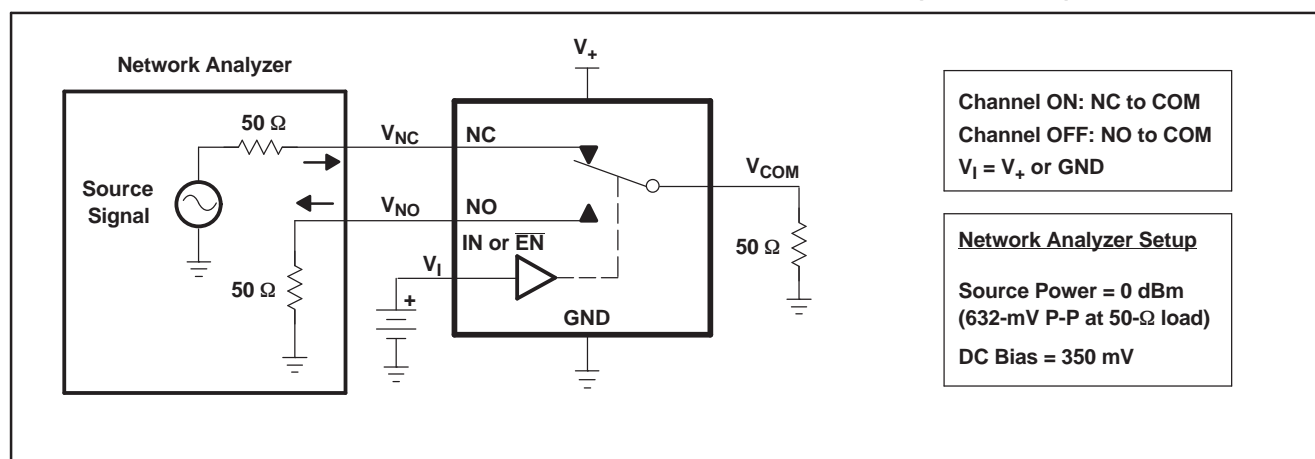 Network Analyzer
50 Ω
Source
Signal
50 Ω
V+
VNC
NC
VNO
NO
IN or E̅N̅
VI
+
GND
VCOM
50 Ω
Channel ON: NC to COM
Channel OFF: NO to COM
VI = V+ or GND
Network Analyzer Setup
Source Power = 0 dBm
(632-mV P-P at 50-Ω load)
DC Bias = 350 mV